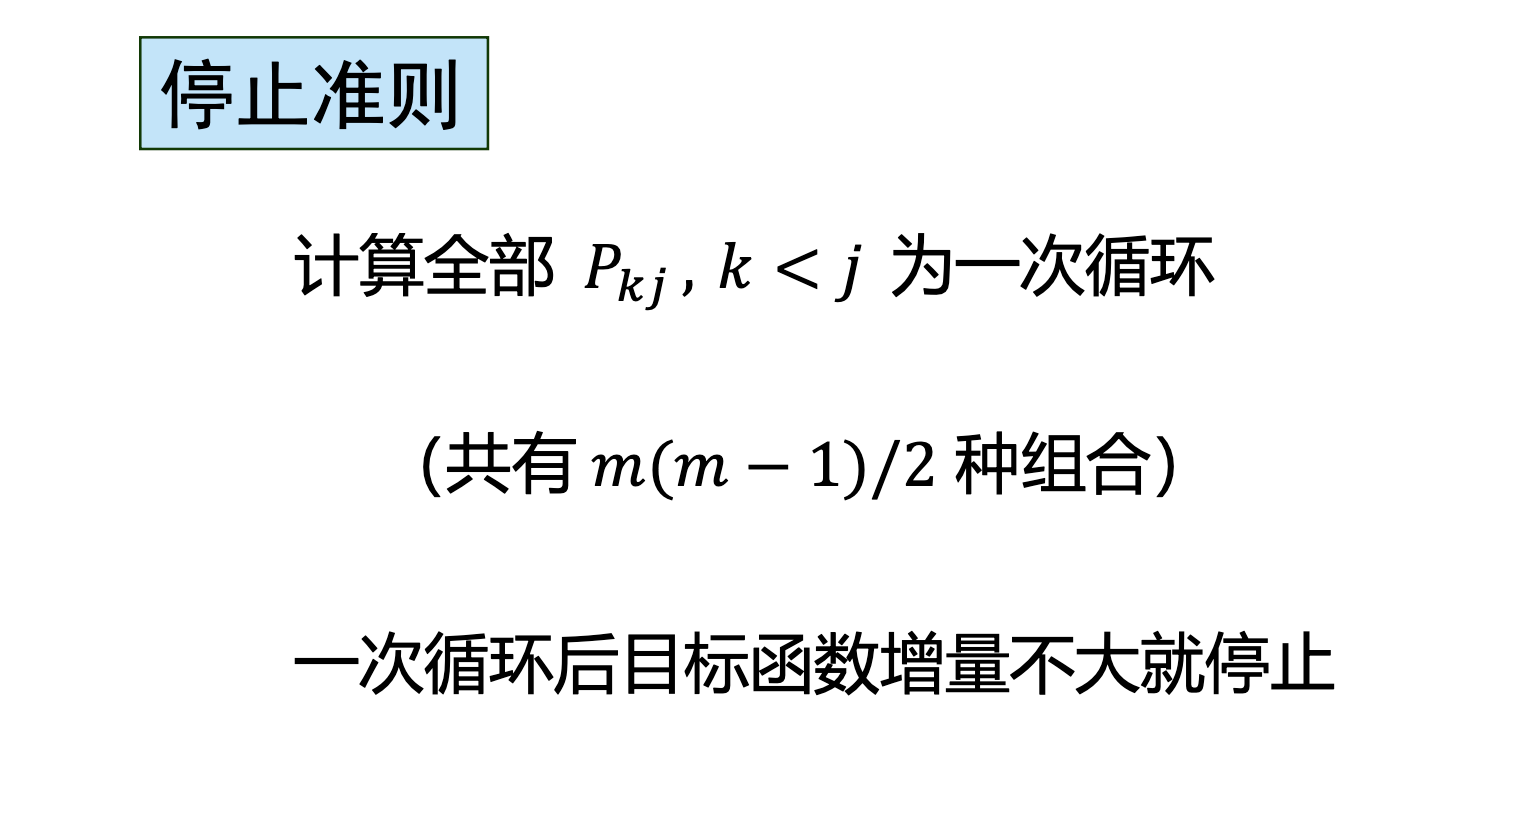 停止准则
计算全部 $P_{kj}, k < j$ 为一次循环
（共有 $m(m-1)/2$ 种组合）
一次循环后目标函数增量不大就停止